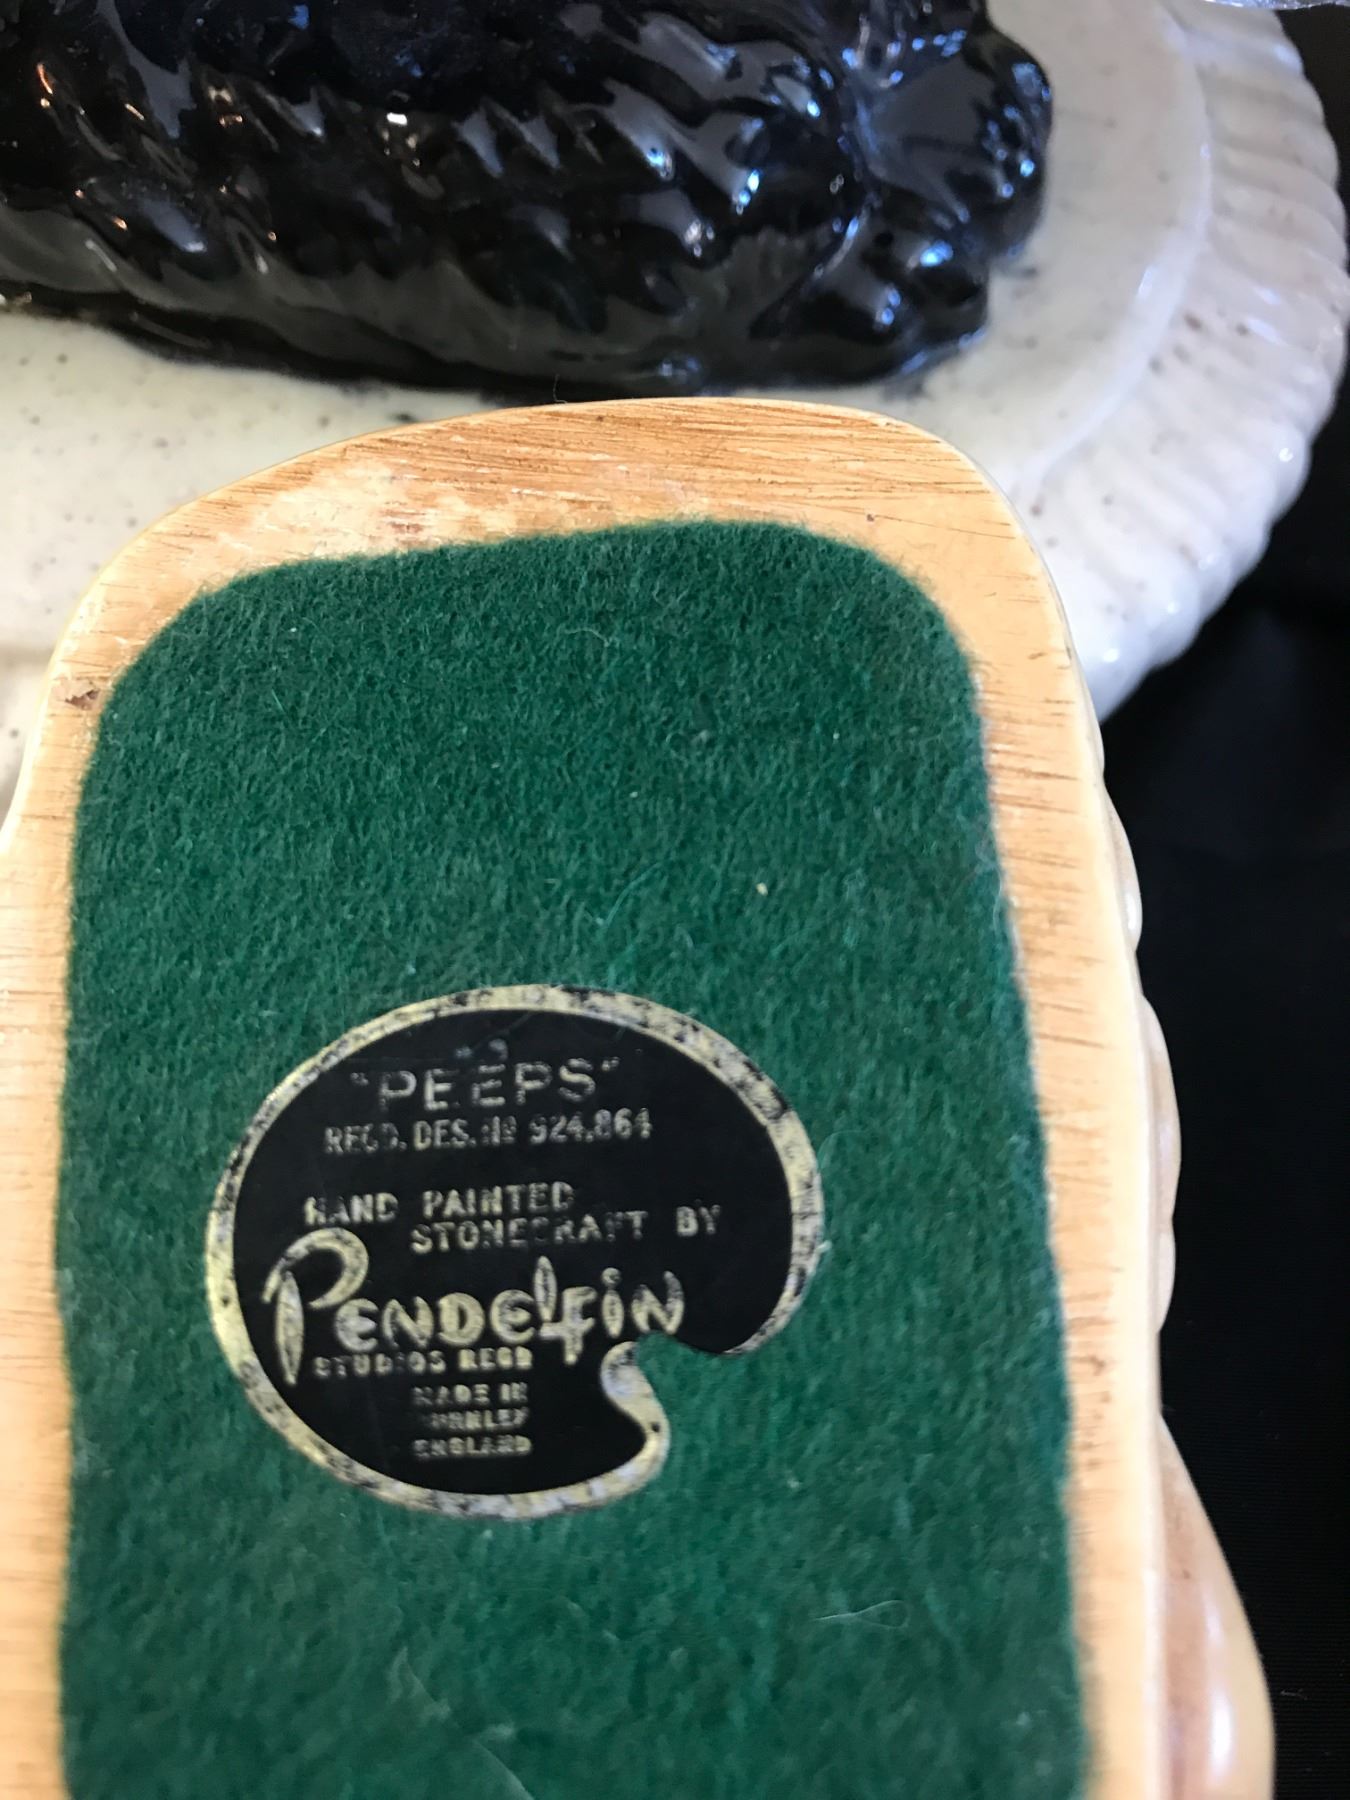 "PEEPS"
REGD. DES. No 924,864
HAND PAINTED
STONECRAFT BY
PENDELFIN
STUDIOS REGD
MADE IN
BURNLEY
ENGLAND